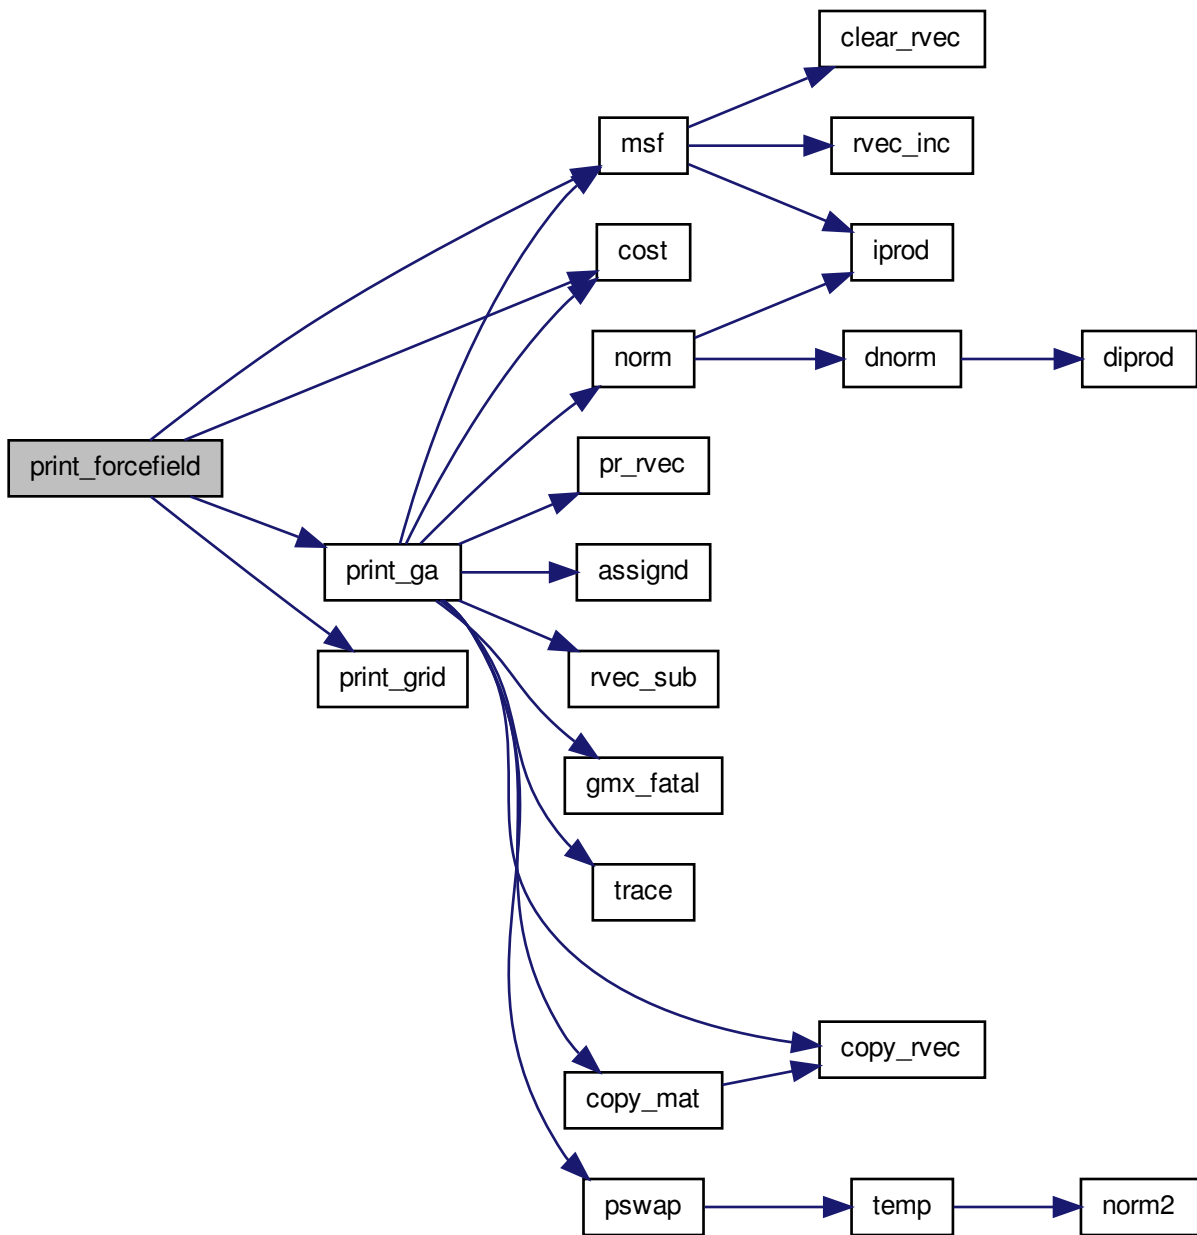 clear_rvec
msf
rvec_inc
cost
iprod
norm
dnorm
diprod
print_forcefield
pr_rvec
print_ga
assignd
print_grid
rvec_sub
gmx_fatal
trace
copy_rvec
copy_mat
pswap
temp
norm2